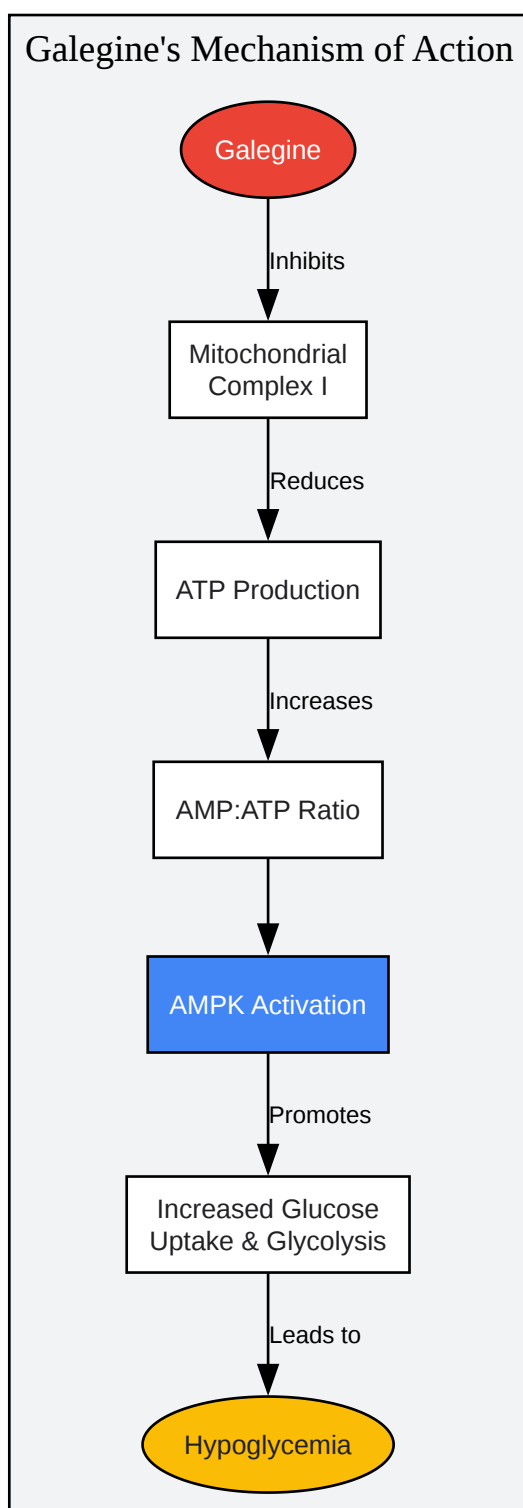 Galegine's Mechanism of Action
Galegine
Inhibits
Mitochondrial
Complex I
Reduces
ATP Production
Increases
AMP:ATP Ratio
AMPK Activation
Promotes
Increased Glucose
Uptake & Glycolysis
Leads to
Hypoglycemia